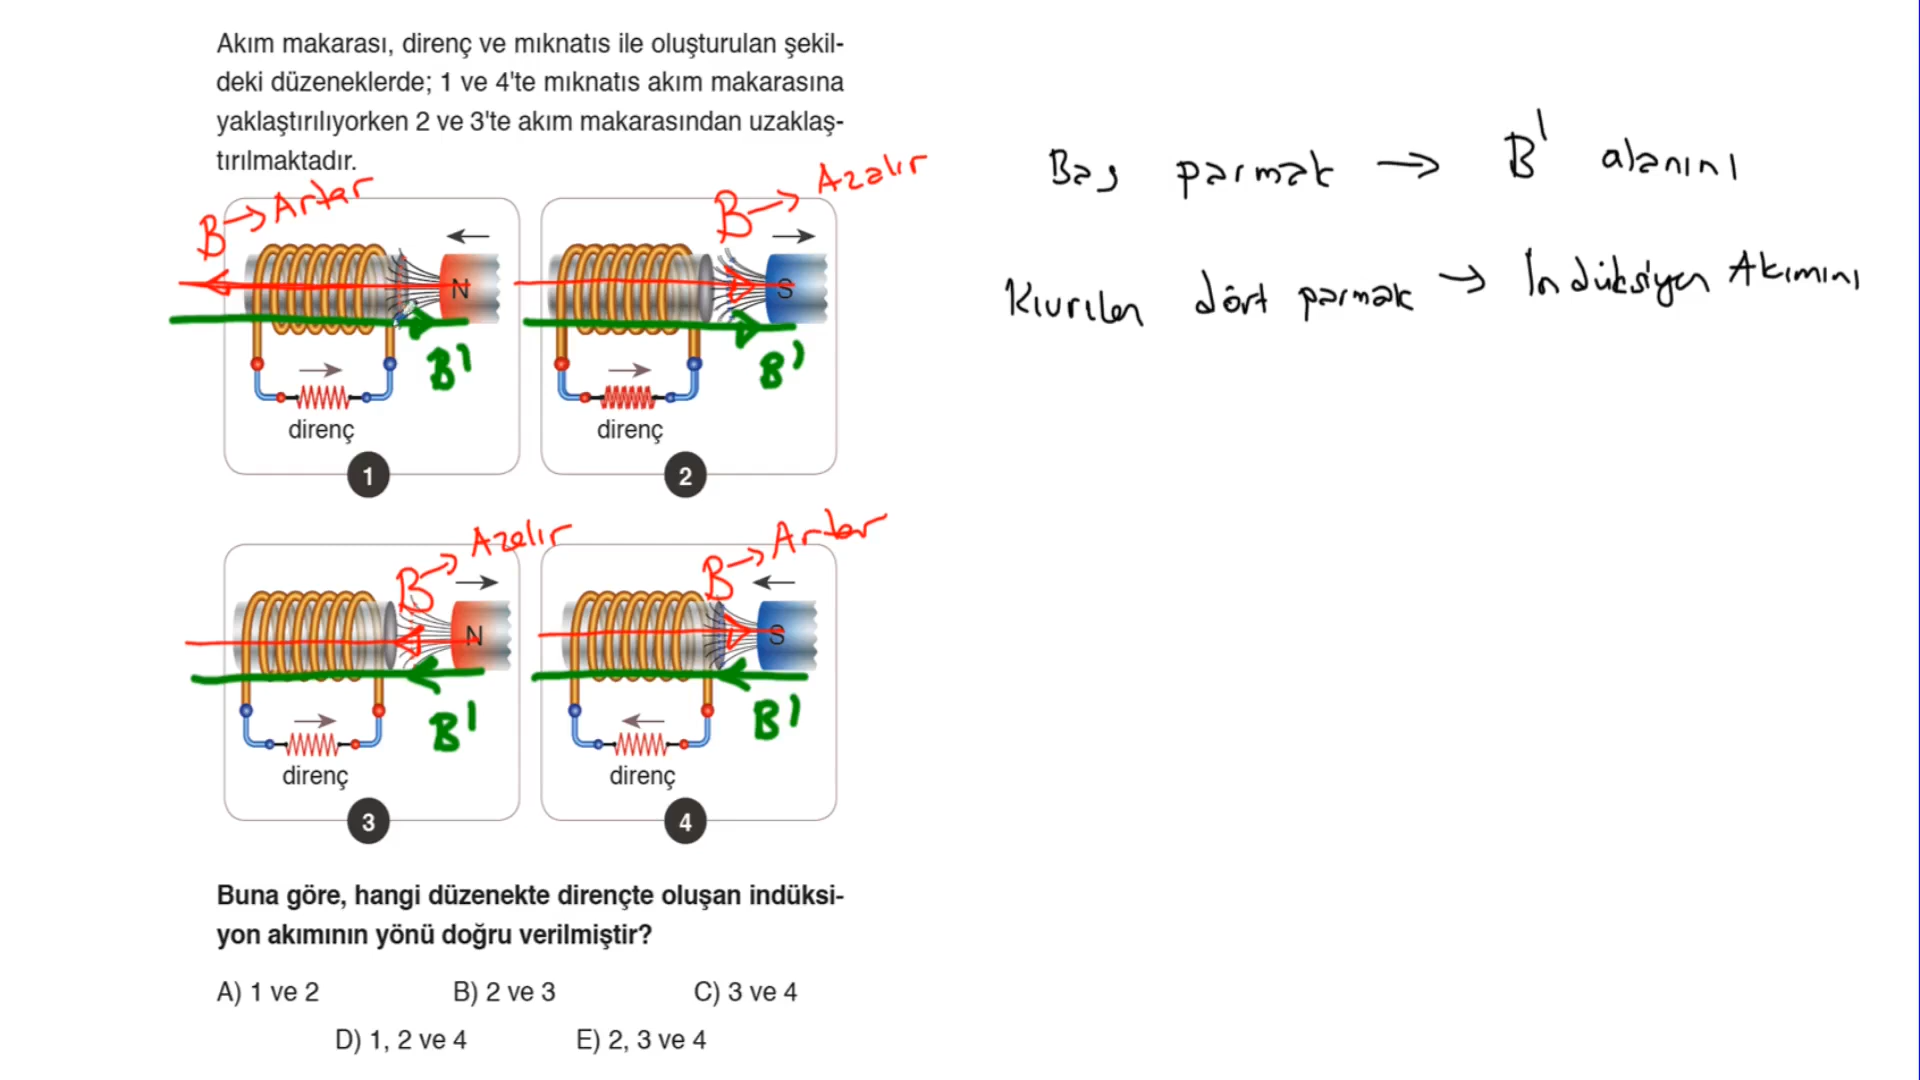 Akım makarası, direnç ve mıknatıs ile oluşturulan şekil-
deki düzeneklerde; 1 ve 4'te mıknatıs akım makarasına
yaklaştırılıyorken 2 ve 3'te akım makarasından uzaklaş-
tırılmaktadır.
B → Artar
B → Azalır
Baş parmak → B' alanını
Kıvrılan dört parmak → İndüksiyon Akımını
N
S
B'
B'
direnç
direnç
1
2
B → Azalır
B → Artar
N
S
B'
B'
direnç
direnç
3
4
Buna göre, hangi düzenekte dirençte oluşan indüksi-
yon akımının yönü doğru verilmiştir?
A) 1 ve 2 B) 2 ve 3 C) 3 ve 4
D) 1, 2 ve 4 E) 2, 3 ve 4